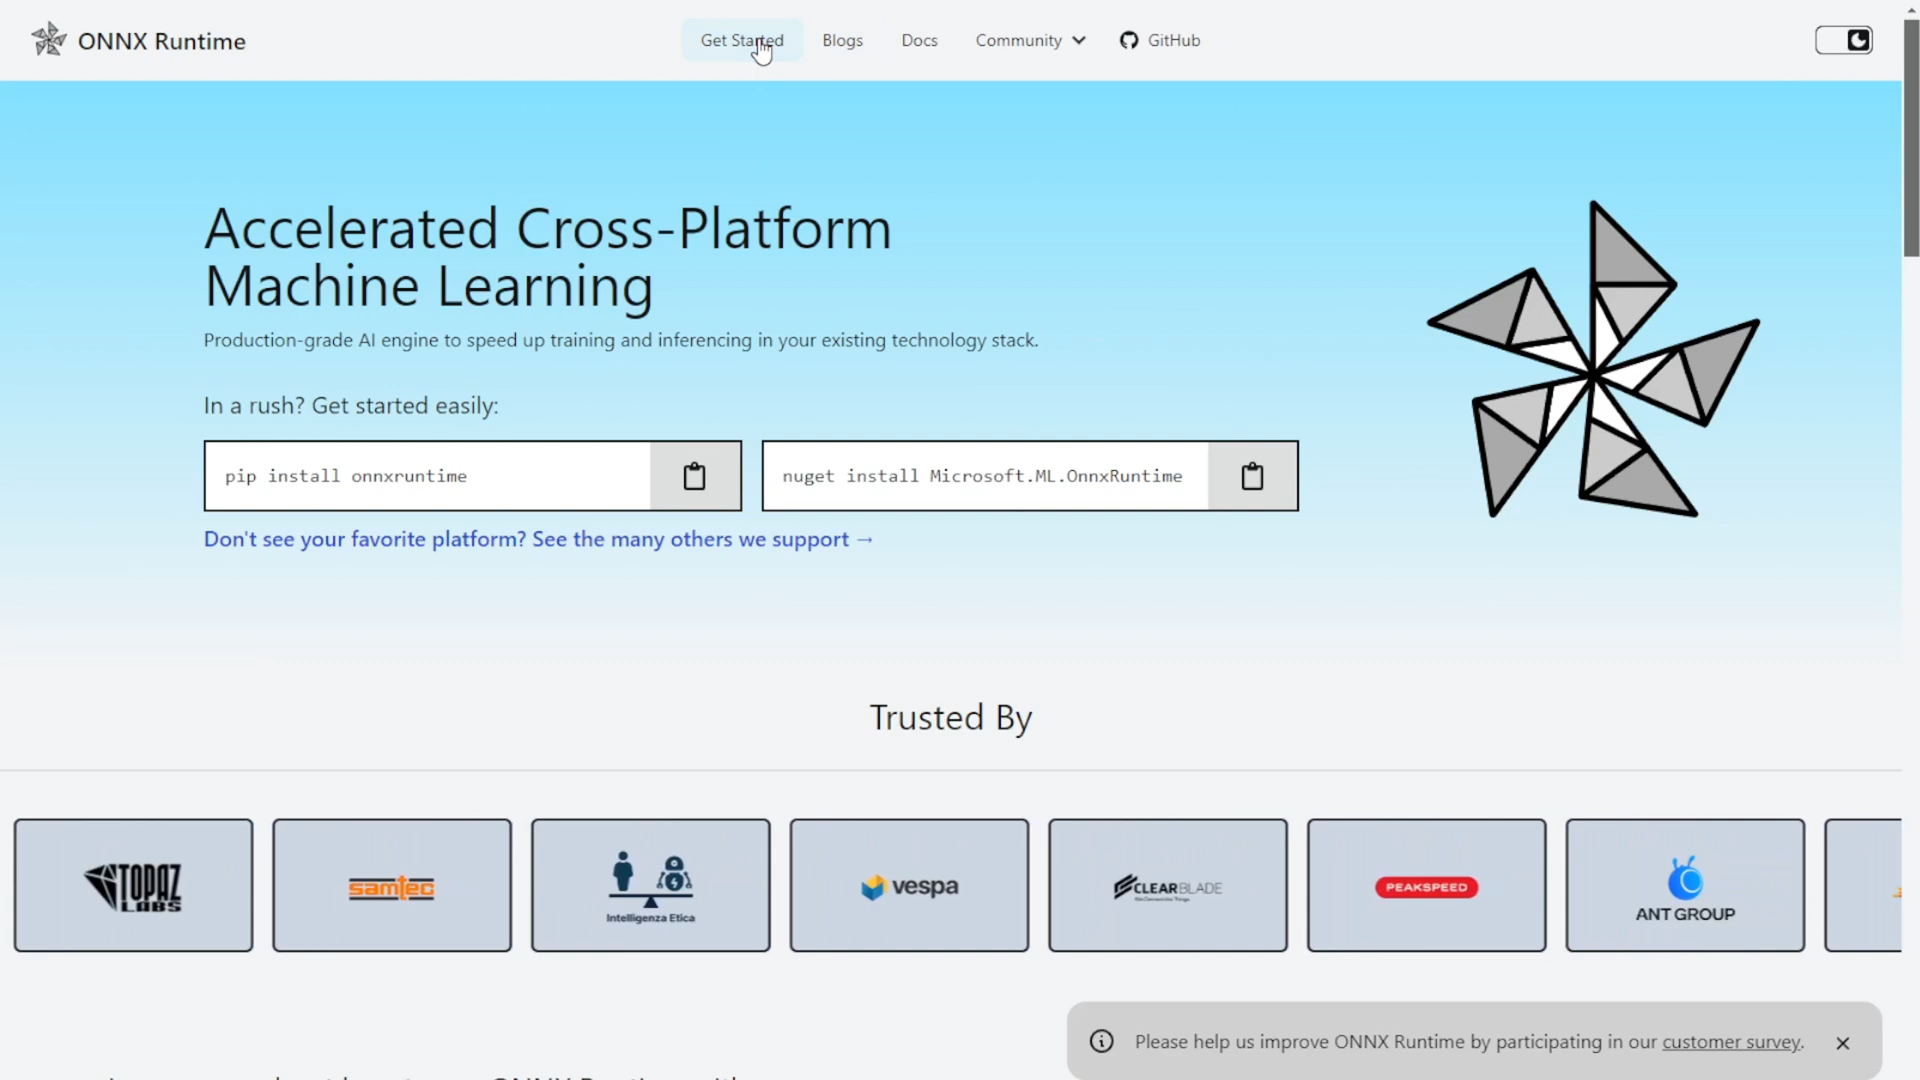 ONNX Runtime
Get Started
Blogs
Docs
Community
GitHub
Accelerated Cross-Platform
Machine Learning
Production-grade AI engine to speed up training and inferencing in your existing technology stack.
In a rush? Get started easily:
pip install onnxruntime
nuget install Microsoft.ML.OnnxRuntime
Don't see your favorite platform? See the many others we support →
Trusted By
TOPAZ
LABS
samtec
Intelligenza Etica
vespa
CLEARBLADE
PEAKSPEED
ANT GROUP
Please help us improve ONNX Runtime by participating in our customer survey.